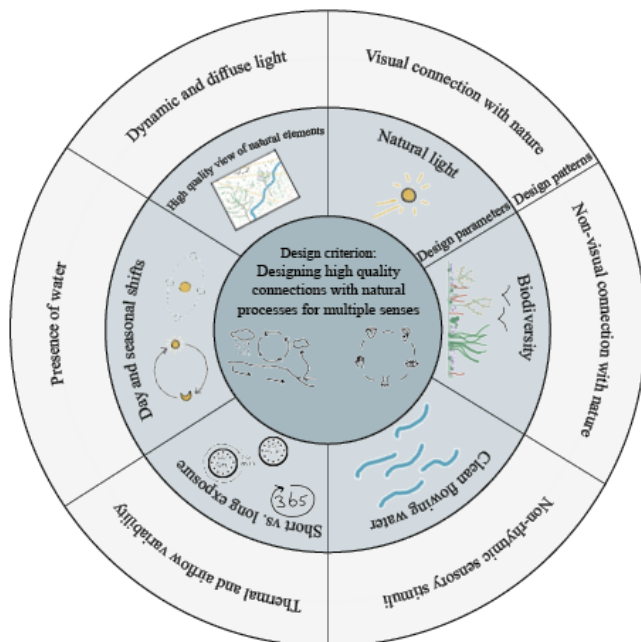 Dynamic and diffuse light
Visual connection with nature
Design patterns
Non-visual connection with nature
Non-rhytmic sensory stimuli
Thermal and airflow variability
Presence of water
High quality view of natural elements
Natural light
Design parameters
Biodiversity
Clean flowing water
Short vs. long exposure
365
Day and seasonal shifts
Design criterion:
Designing high quality
connections with natural
processes for multiple senses